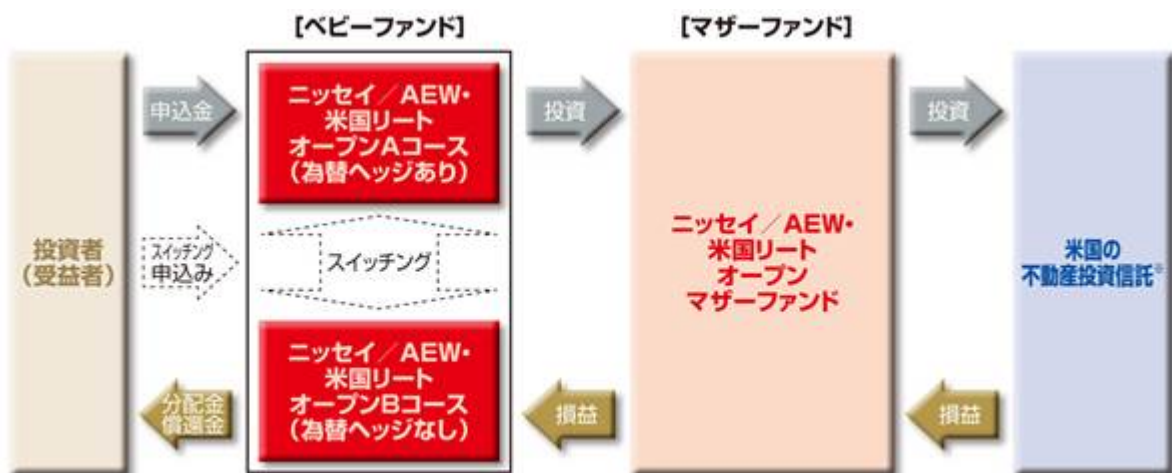 [ベビーファンド]
[マザーファンド]
投資者
(受益者)
申込金
スイッチング
申込み
分配金
償還金
ニッセイ/AEW・
米国リート
オープンAコース
(為替ヘッジあり)
スイッチング
ニッセイ/AEW・
米国リート
オープンBコース
(為替ヘッジなし)
投資
損益
ニッセイ/AEW・
米国リート
オープン
マザーファンド
投資
損益
米国の
不動産投資信託※